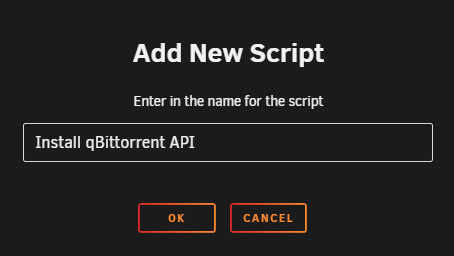 Add New Script
Enter in the name for the script
Install qBittorrent API
OK CANCEL